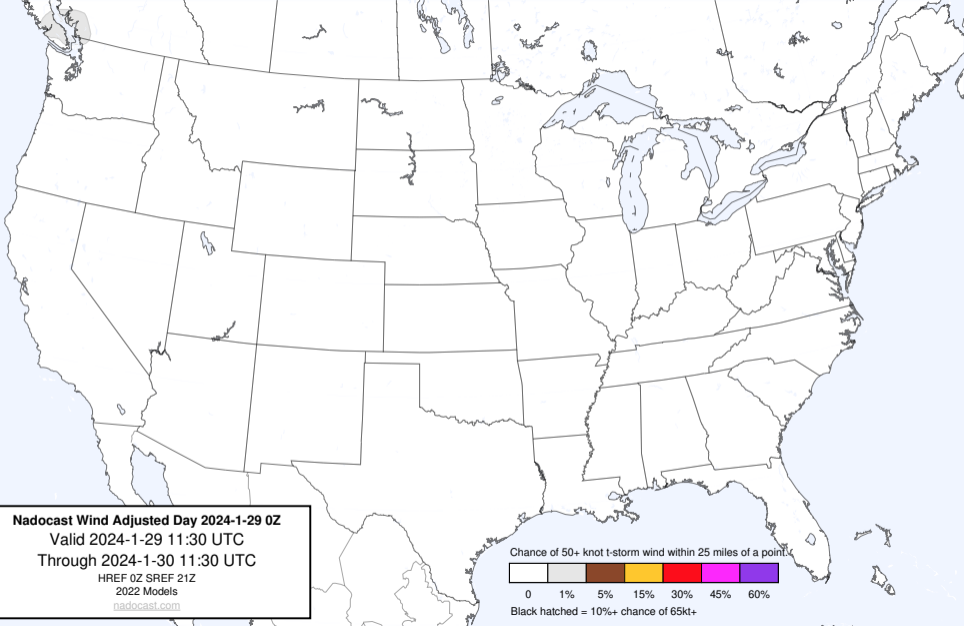 Nadocast Wind Adjusted Day 2024-1-29 0Z
Valid 2024-1-29 11:30 UTC
Through 2024-1-30 11:30 UTC
HREF 0Z SREF 21Z
2022 Models
nadocast.com
Chance of 50+ knot t-storm wind within 25 miles of a point.
0 1% 5% 15% 30% 45% 60%
Black hatched = 10%+ chance of 65kt+